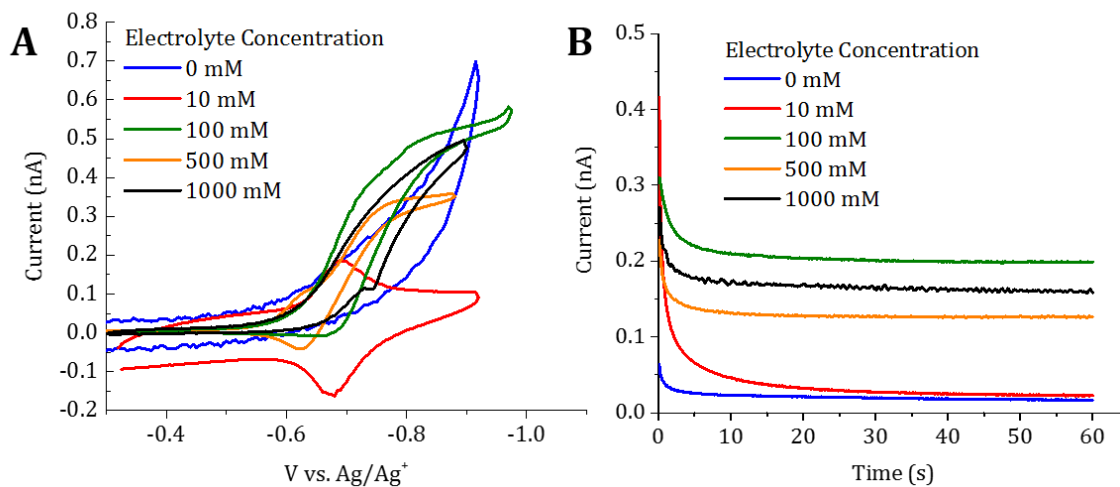 A
Electrolyte Concentration
0 mM
10 mM
100 mM
500 mM
1000 mM
Current (nA)
0.8
0.7
0.6
0.5
0.4
0.3
0.2
0.1
0.0
-0.1
-0.2
-0.4
-0.6
-0.8
-1.0
V vs. Ag/Ag⁺
B
Electrolyte Concentration
0 mM
10 mM
100 mM
500 mM
1000 mM
Current (nA)
0.5
0.4
0.3
0.2
0.1
0.0
0
10
20
30
40
50
60
Time (s)